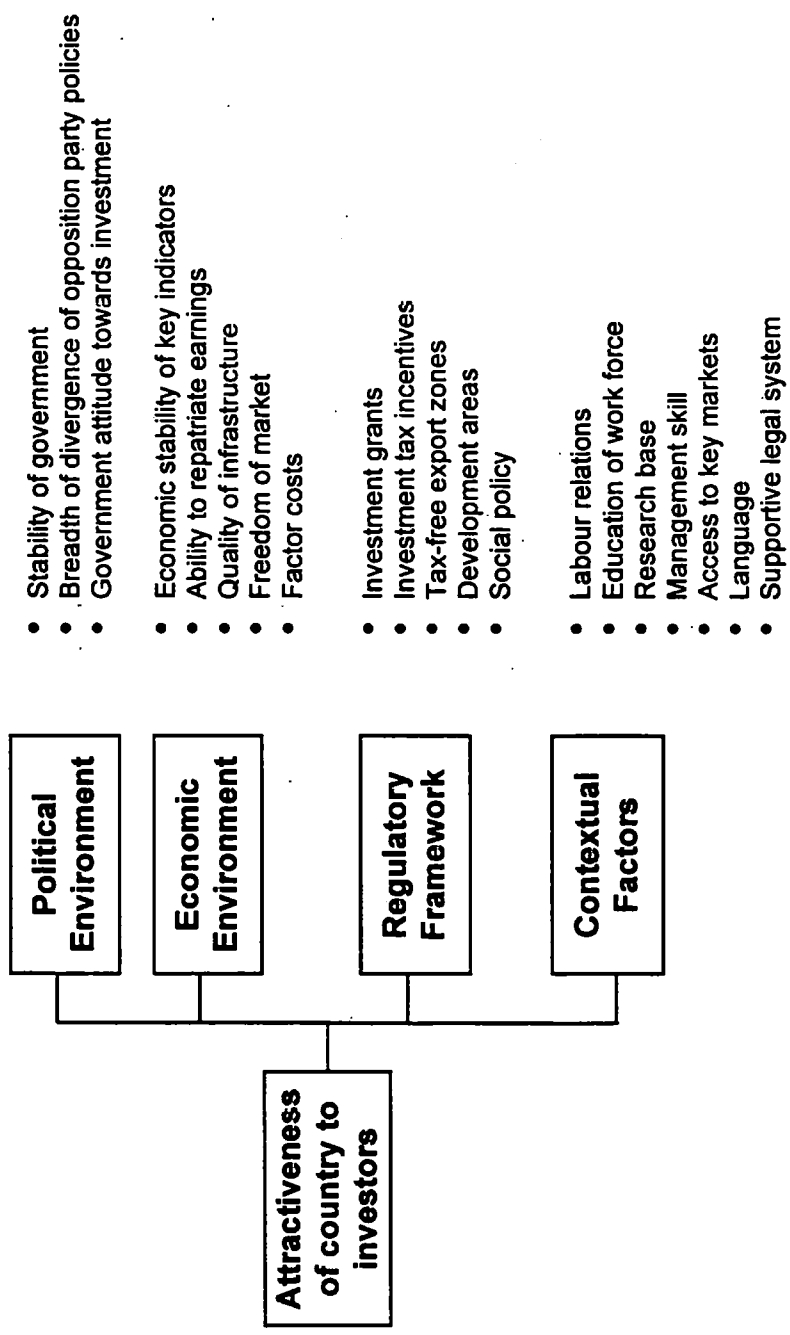 Attractiveness
of country to
investors
Political
Environment
• Stability of government
• Breadth of divergence of opposition party policies
• Government attitude towards investment
Economic
Environment
• Economic stability of key indicators
• Ability to repatriate earnings
• Quality of infrastructure
• Freedom of market
• Factor costs
Regulatory
Framework
• Investment grants
• Investment tax incentives
• Tax-free export zones
• Development areas
• Social policy
Contextual
Factors
• Labour relations
• Education of work force
• Research base
• Management skill
• Access to key markets
• Language
• Supportive legal system